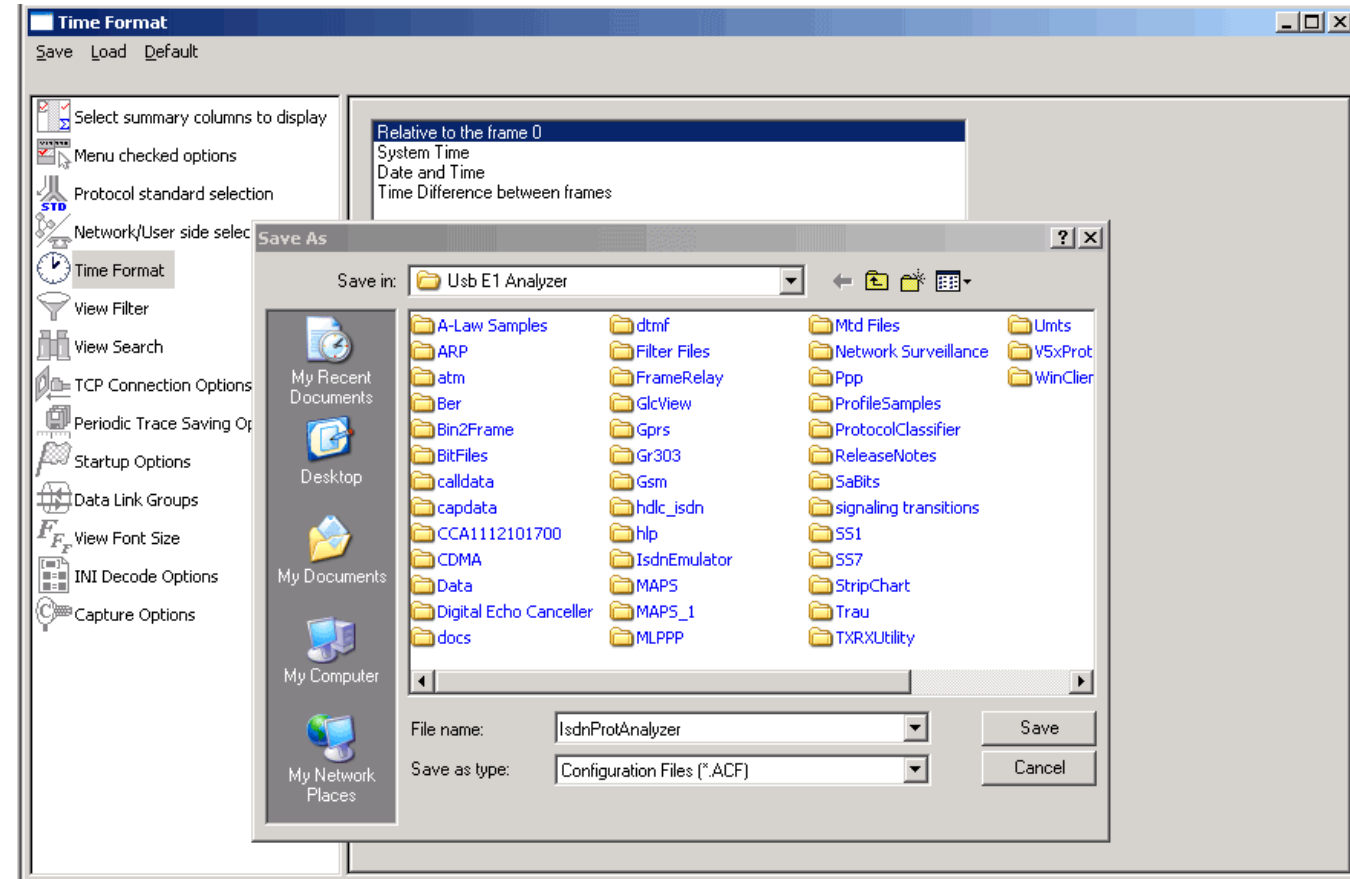 Time Format
Save Load Default
Select summary columns to display
Menu checked options
Protocol standard selection
Network/User side selec
Time Format
View Filter
View Search
TCP Connection Options
Periodic Trace Saving Op
Startup Options
Data Link Groups
View Font Size
INI Decode Options
Capture Options
Relative to the frame 0
System Time
Date and Time
Time Difference between frames
Save As
Save in: Usb E1 Analyzer
My Recent
Documents
Desktop
My Documents
My Computer
My Network
Places
A-Law Samples
ARP
atm
Ber
Bin2Frame
BitFiles
calldata
capdata
CCA1112101700
CDMA
Data
Digital Echo Canceller
docs
dtmf
Filter Files
FrameRelay
GlcView
Gprs
Gr303
Gsm
hdlc_isdn
hlp
IsdnEmulator
MAPS
MAPS_1
MLPPP
Mtd Files
Network Surveillance
Ppp
ProfileSamples
ProtocolClassifier
ReleaseNotes
SaBits
signaling transitions
SS1
SS7
StripChart
Trau
TXRXUtility
Umts
V5xProt
WinClier
File name: IsdnProtAnalyzer Save
Save as type: Configuration Files (*.ACF) Cancel